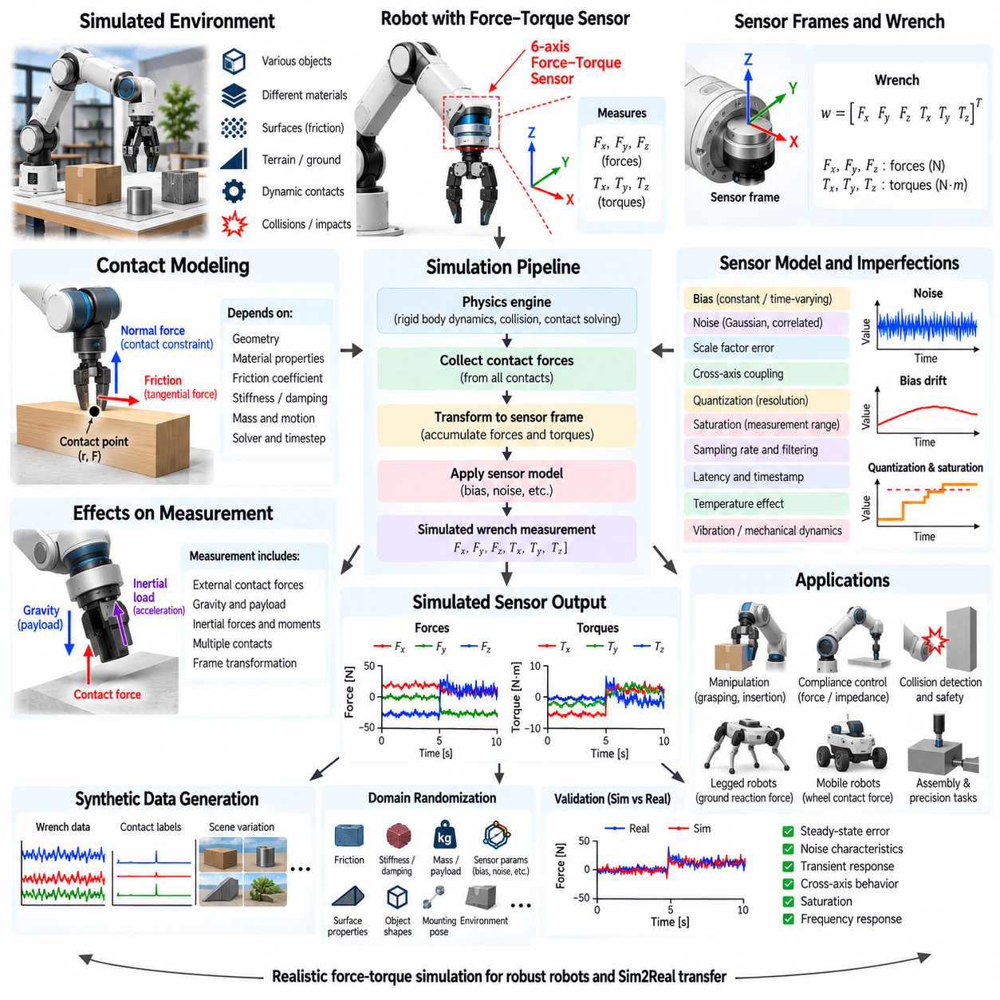 Simulated Environment
Various objects
Different materials
Surfaces (friction)
Terrain / ground
Dynamic contacts
Collisions / impacts
Robot with Force–Torque Sensor
6-axis
Force–Torque
Sensor
Z
Y
X
Measures
Fx, Fy, Fz
(forces)
Tx, Ty, Tz
(torques)
Sensor Frames and Wrench
Z
Y
X
Sensor frame
Wrench
w = [ Fx Fy Fz Tx Ty Tz ]^T
Fx, Fy, Fz : forces (N)
Tx, Ty, Tz : torques (N·m)
Contact Modeling
Normal force
(contact constraint)
Friction
(tangential force)
Contact point
(r, F)
Depends on:
Geometry
Material properties
Friction coefficient
Stiffness / damping
Mass and motion
Solver and timestep
Simulation Pipeline
Physics engine
(rigid body dynamics, collision, contact solving)
Collect contact forces
(from all contacts)
Transform to sensor frame
(accumulate forces and torques)
Apply sensor model
(bias, noise, etc.)
Simulated wrench measurement
Fx, Fy, Fz, Tx, Ty, Tz]
Sensor Model and Imperfections
Bias (constant / time-varying)
Noise (Gaussian, correlated)
Scale factor error
Cross-axis coupling
Quantization (resolution)
Saturation (measurement range)
Sampling rate and filtering
Latency and timestamp
Temperature effect
Vibration / mechanical dynamics
Noise
Value
Time
Bias drift
Value
Time
Quantization & saturation
Value
Time
Effects on Measurement
Inertial
load
(acceleration)
Gravity
(payload)
Contact force
Measurement includes:
External contact forces
Gravity and payload
Inertial forces and moments
Multiple contacts
Frame transformation
Simulated Sensor Output
Forces
Fx Fy Fz
Force [N]
50
0
−50
0 5 10
Time [s]
Torques
Tx Ty Tz
Torque [N·m]
10
0
−10
0 5 10
Time [s]
Applications
Manipulation
(grasping, insertion)
Compliance control
(force / impedance)
Collision detection
and safety
Legged robots
(ground reaction force)
Mobile robots
(wheel contact force)
Assembly &
precision tasks
Synthetic Data Generation
Wrench data
Contact labels
Scene variation
Domain Randomization
Friction
Stiffness /
damping
kg
Mass /
payload
Sensor params
(bias, noise, etc.)
Surface
properties
Object
shapes
Mounting
pose
Environment
Validation (Sim vs Real)
Real Sim
Force [N]
50
0
−50
0 5 10
Time [s]
Steady-state error
Noise characteristics
Transient response
Cross-axis behavior
Saturation
Frequency response
Realistic force-torque simulation for robust robots and Sim2Real transfer